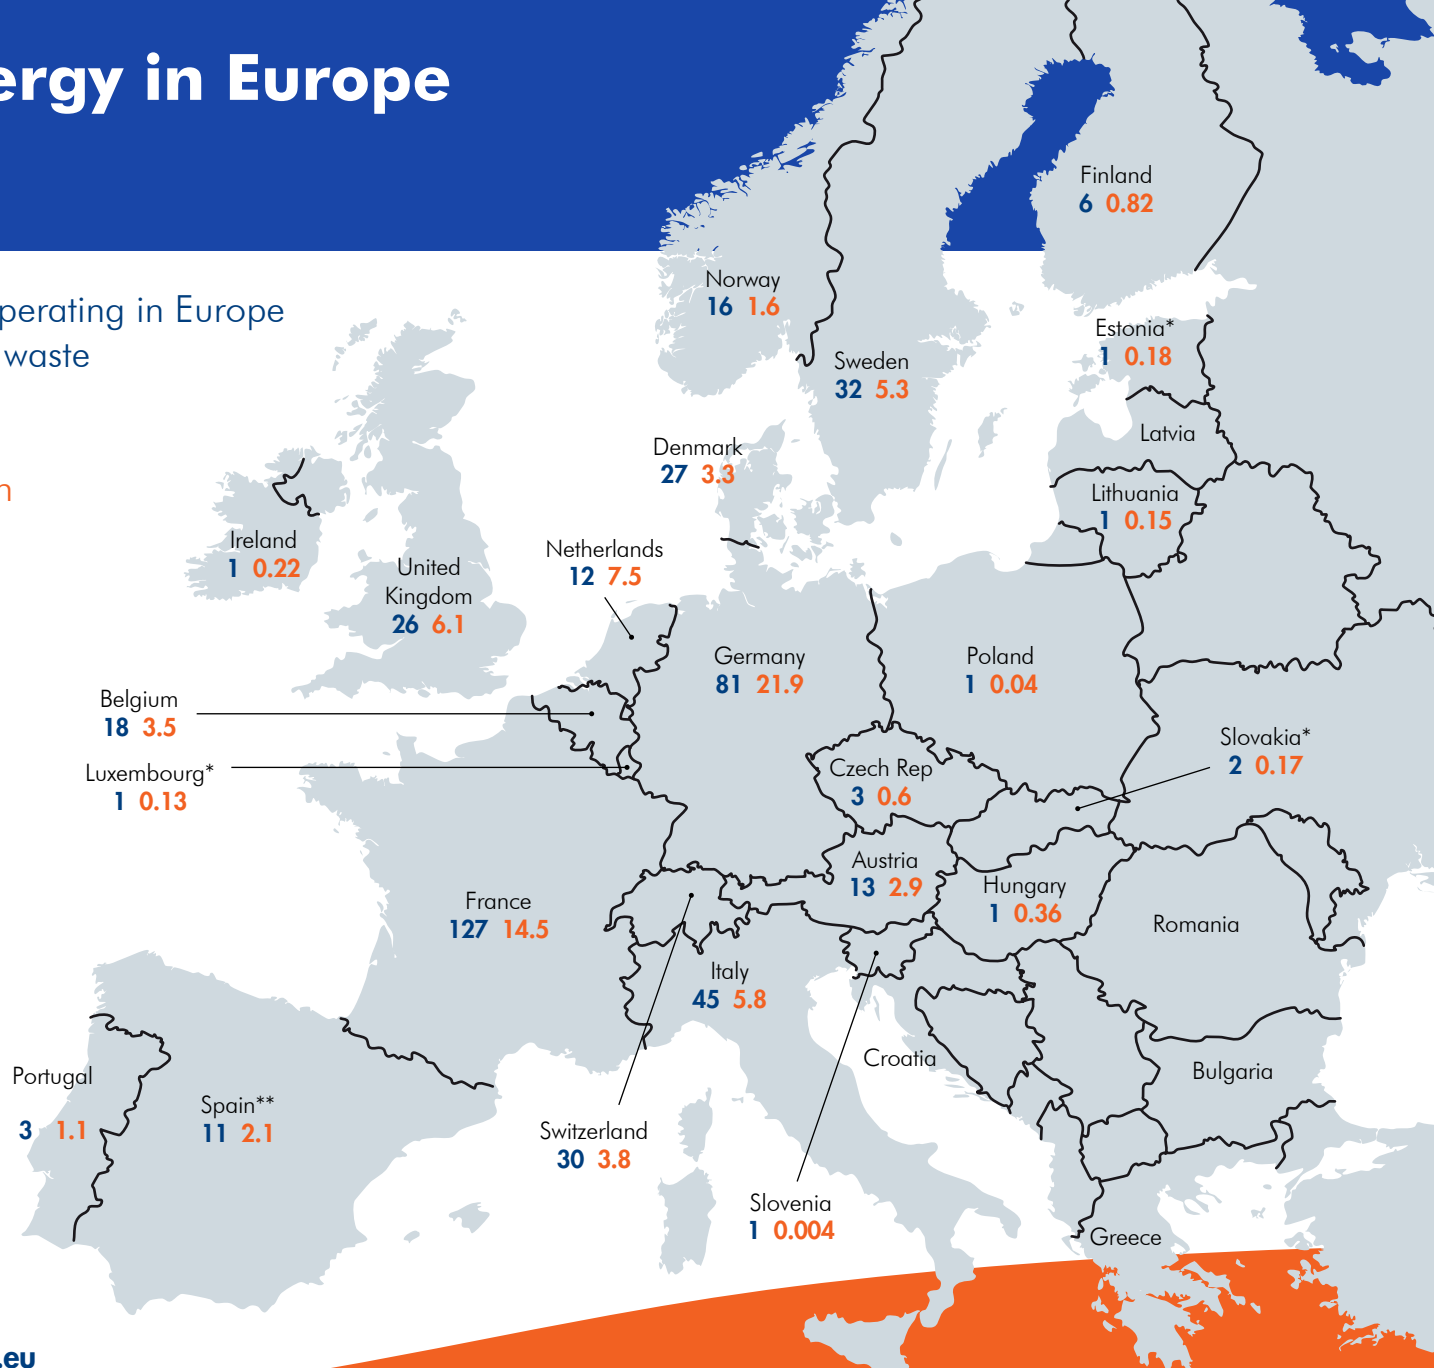 ergy in Europe
perating in Europe
waste
n
Finland
6 0.82
Norway
16 1.6
Estonia*
1 0.18
Sweden
32 5.3
Latvia
Denmark
27 3.3
Lithuania
1 0.15
Ireland
1 0.22
Netherlands
12 7.5
United
Kingdom
26 6.1
Germany
81 21.9
Poland
1 0.04
Belgium
18 3.5
Slovakia*
2 0.17
Luxembourg*
1 0.13
Czech Rep
3 0.6
Austria
13 2.9
Hungary
1 0.36
France
127 14.5
Romania
Italy
45 5.8
Croatia
Bulgaria
Portugal
3 1.1
Spain**
11 2.1
Switzerland
30 3.8
Slovenia
1 0.004
Greece
.eu